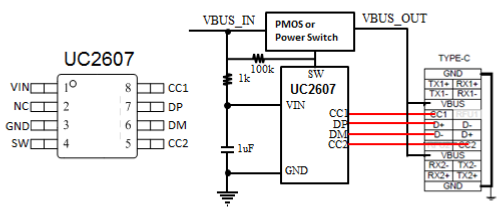 UC2607
VIN 1 8 CC1
NC 2 7 DP
GND 3 6 DM
SW 4 5 CC2
VBUS_IN
PMOS or
Power Switch
VBUS_OUT
100k
1k
SW
UC2607
VIN
CC1
DP
DM
CC2
1uF
GND
TYPE-C
GND
TX1+ RX1+
TX1- RX1-
VBUS
CC1 RFU1
D+ D-
D- D+
CC2
VBUS
RX2- TX2-
RX2+ TX2+
GND